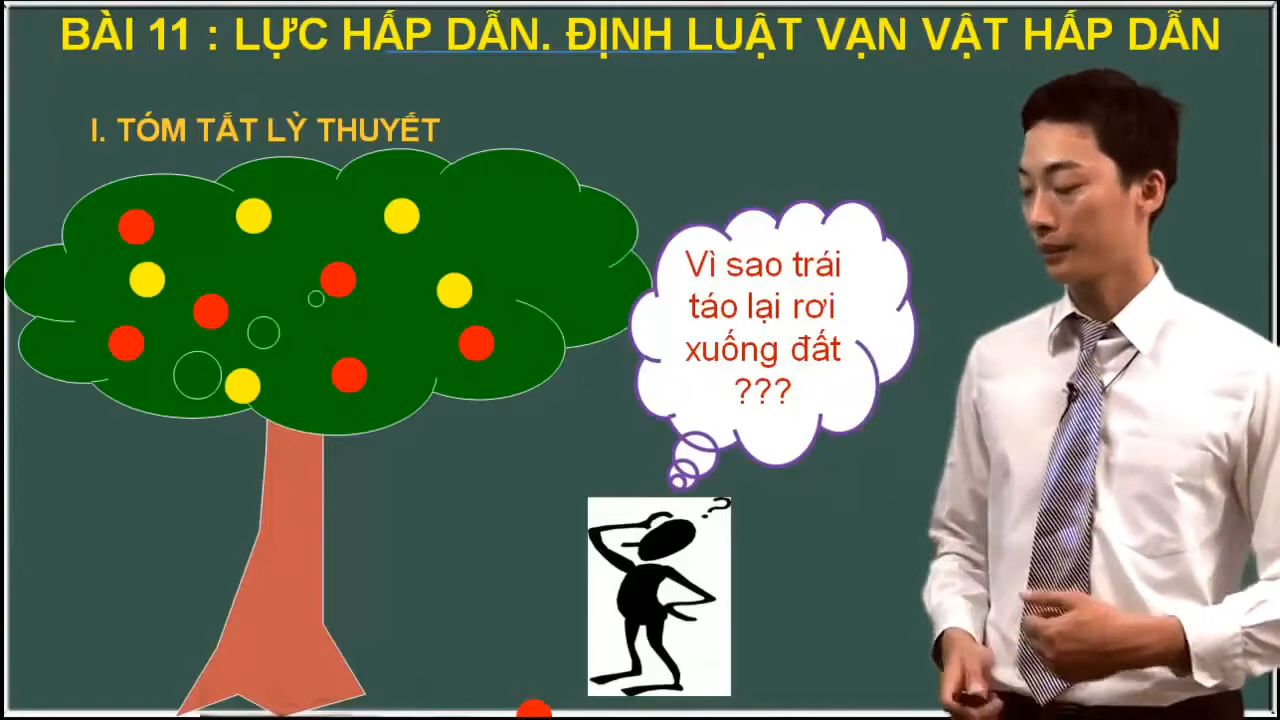 BÀI 11 : LỰC HẤP DẪN. ĐỊNH LUẬT VẠN VẬT HẤP DẪN
I. TÓM TẮT LỲ THUYẾT
Vì sao trái
táo lại rơi
xuống đất
???
?